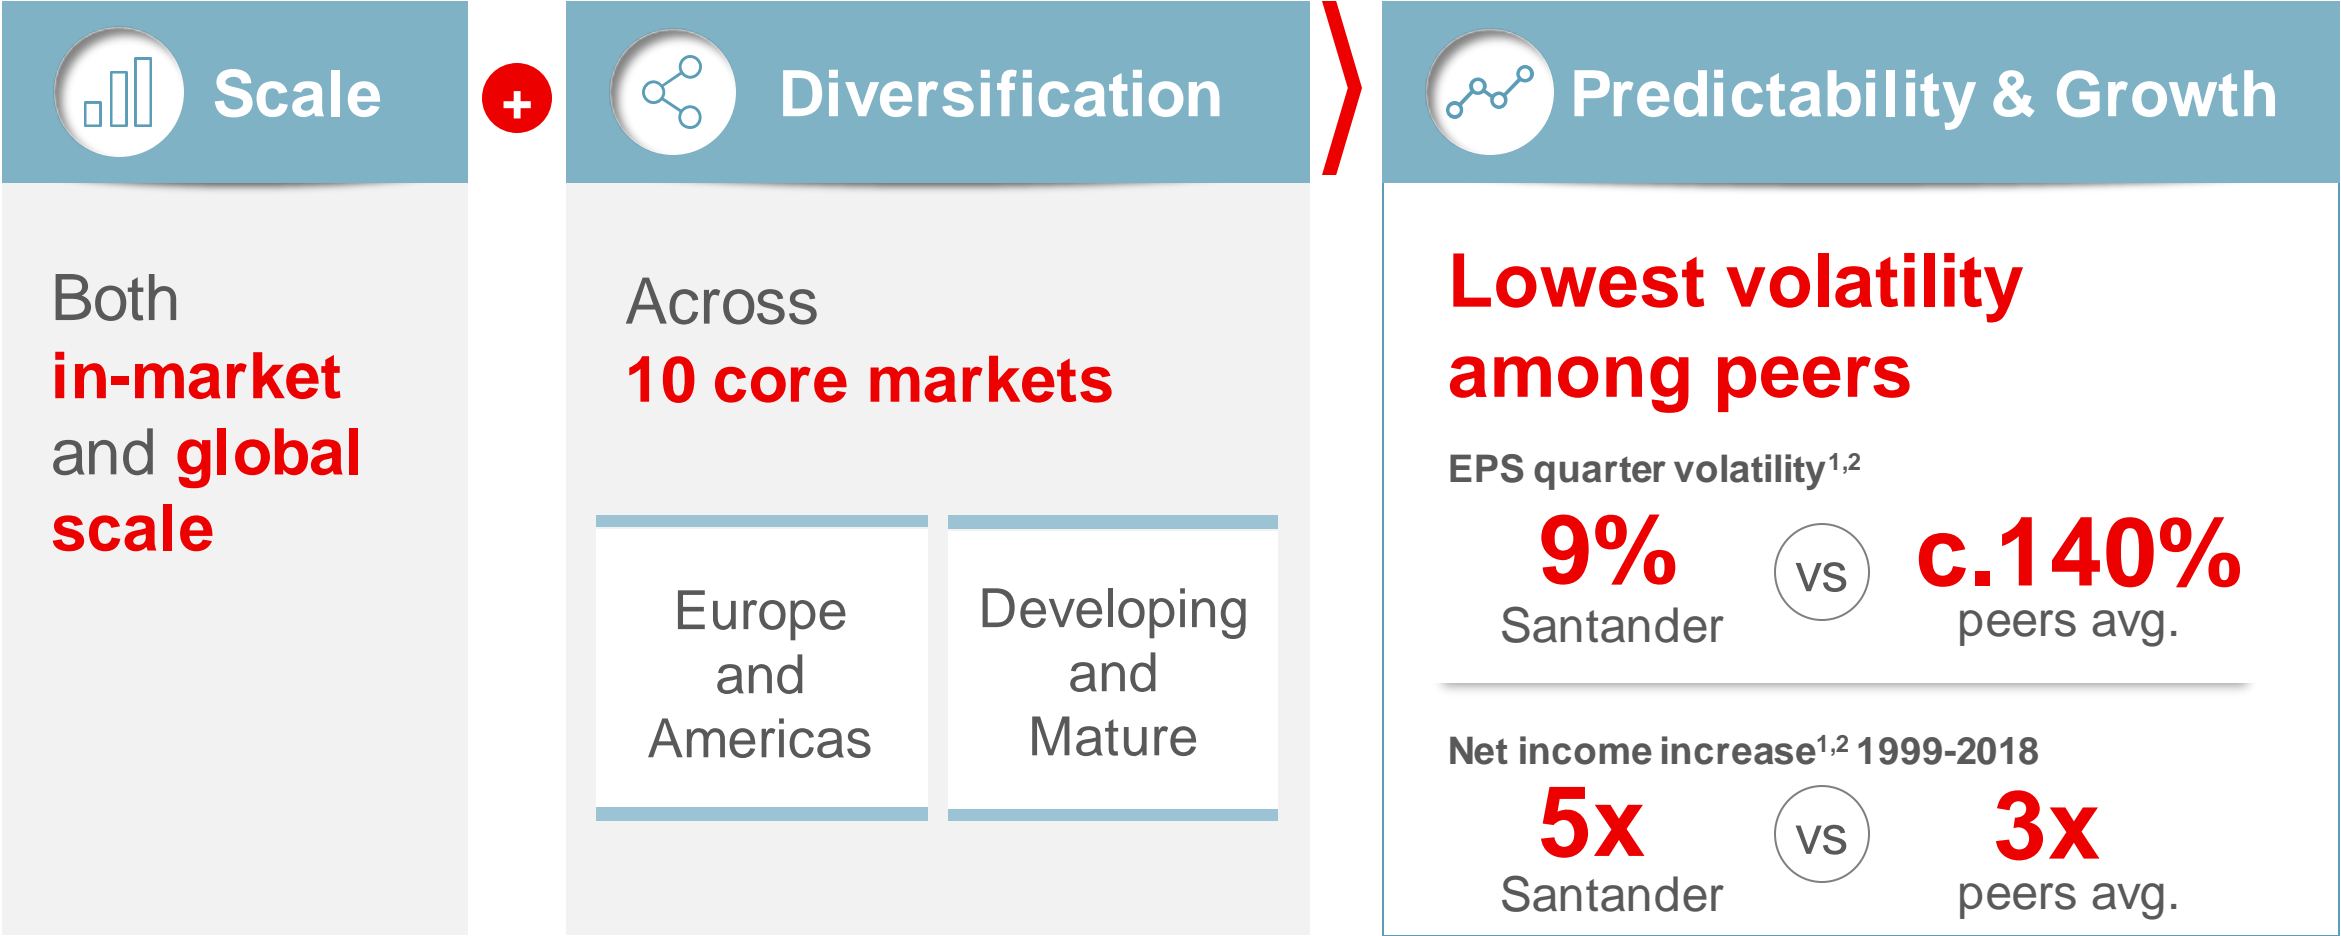 Scale
Both
in-market
and global
scale
+
Diversification
Across
10 core markets
Europe
and
Americas
Developing
and
Mature
Predictability & Growth
Lowest volatility
among peers
EPS quarter volatility1,2
9% vs c.140%
Santander peers avg.
Net income increase1,2 1999-2018
5x vs 3x
Santander peers avg.